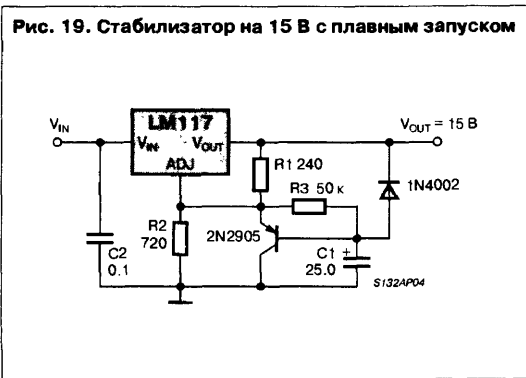 Рис. 19. Стабилизатор на 15 В с плавным запуском
LM117
VIN
VIN VOUT
VOUT = 15 В
ADJ
R1 240
R3 50 к
1N4002
R2
720
2N2905
C2
0.1
C1 +
25.0
S132AP04